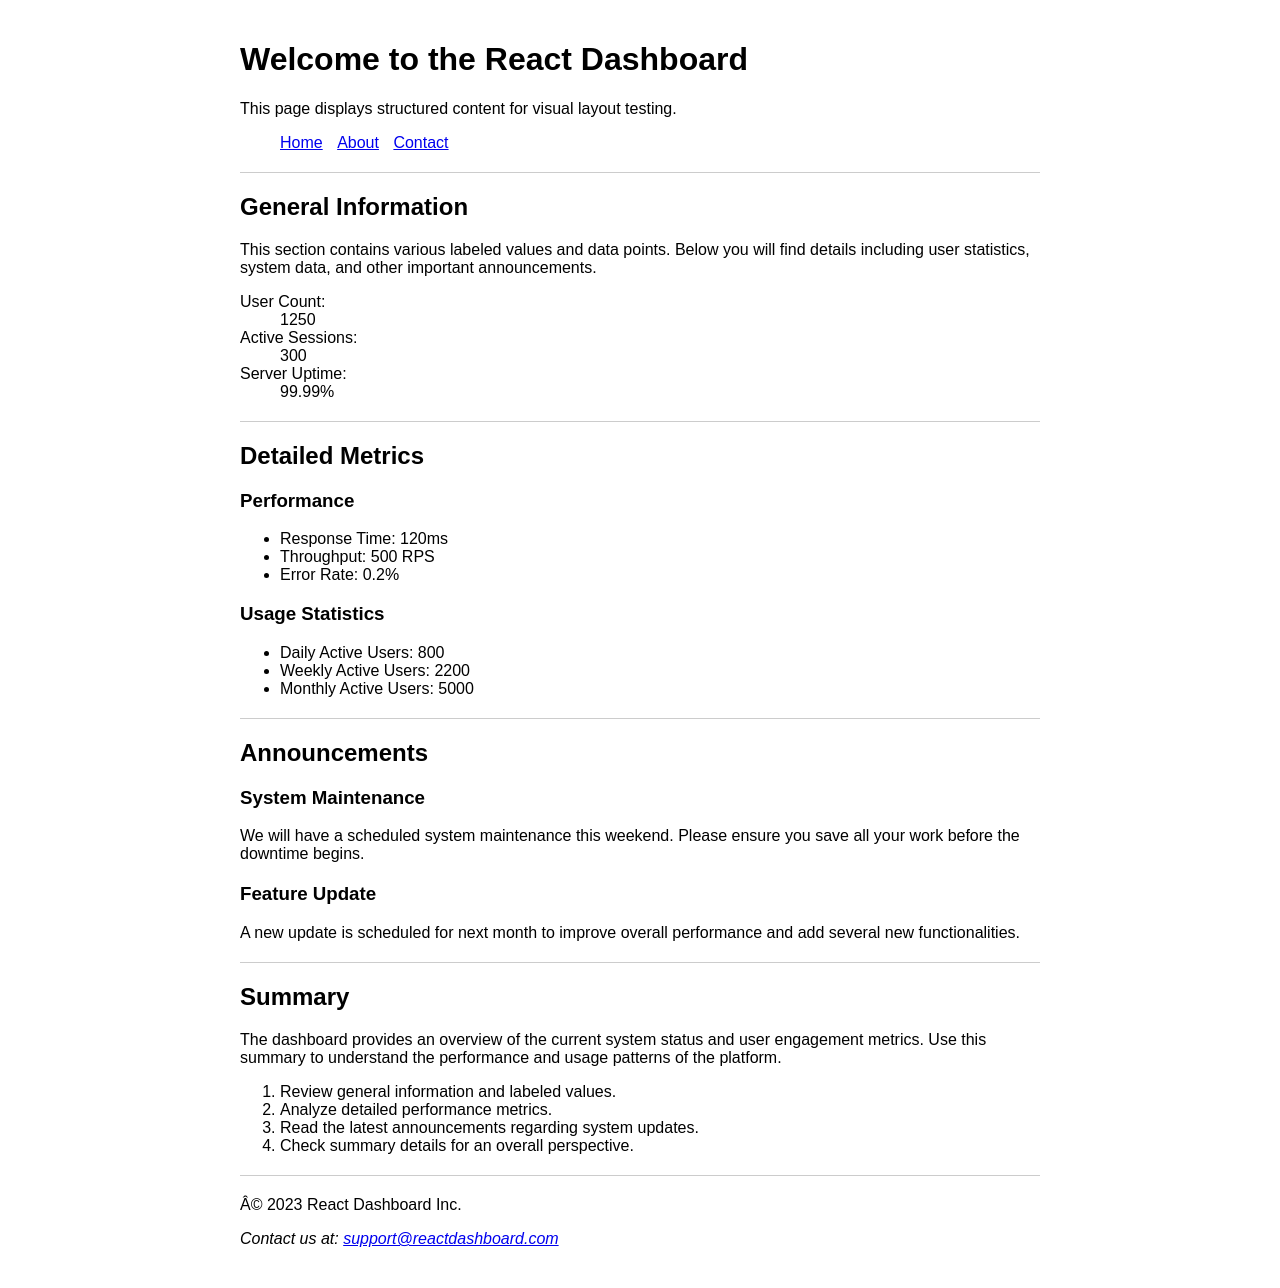 Welcome to the React Dashboard
This page displays structured content for visual layout testing.
Home About Contact
General Information
This section contains various labeled values and data points. Below you will find details including user statistics,
system data, and other important announcements.
User Count:
1250
Active Sessions:
300
Server Uptime:
99.99%
Detailed Metrics
Performance
• Response Time: 120ms
• Throughput: 500 RPS
• Error Rate: 0.2%
Usage Statistics
• Daily Active Users: 800
• Weekly Active Users: 2200
• Monthly Active Users: 5000
Announcements
System Maintenance
We will have a scheduled system maintenance this weekend. Please ensure you save all your work before the
downtime begins.
Feature Update
A new update is scheduled for next month to improve overall performance and add several new functionalities.
Summary
The dashboard provides an overview of the current system status and user engagement metrics. Use this
summary to understand the performance and usage patterns of the platform.
1. Review general information and labeled values.
2. Analyze detailed performance metrics.
3. Read the latest announcements regarding system updates.
4. Check summary details for an overall perspective.
Â© 2023 React Dashboard Inc.
Contact us at: support@reactdashboard.com